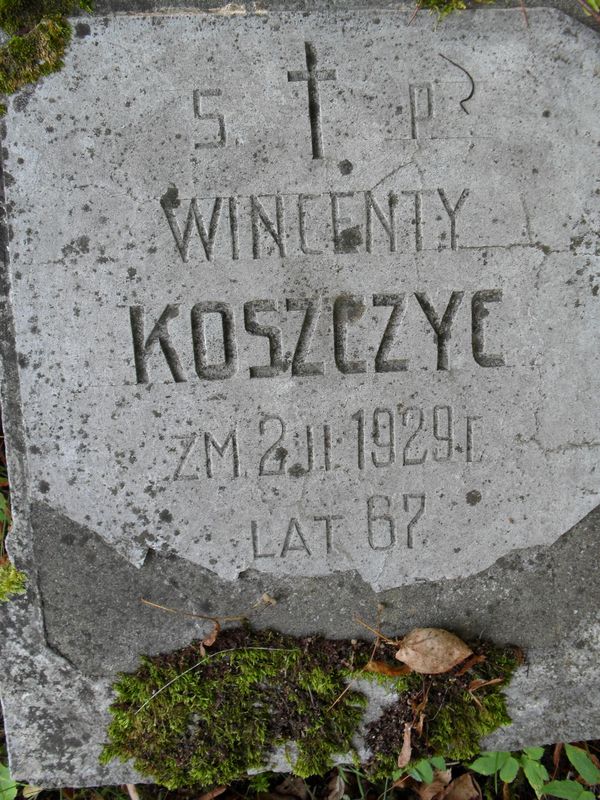 S. † P.
WINCENTY
KOSZCZYC
ZM. 2 II 1929 r.
LAT 67